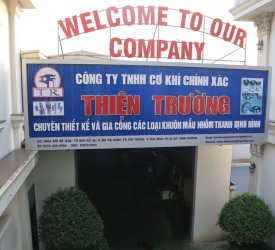 WELCOME TO OUR
COMPANY
TR
CÔNG TY TNHH CƠ KHÍ CHÍNH XÁC
THIỆN TRƯỜNG
CHUYÊN THIẾT KẾ VÀ GIA CÔNG CÁC LOẠI KHUÔN MẪU NHÔM THANH ĐỊNH HÌNH